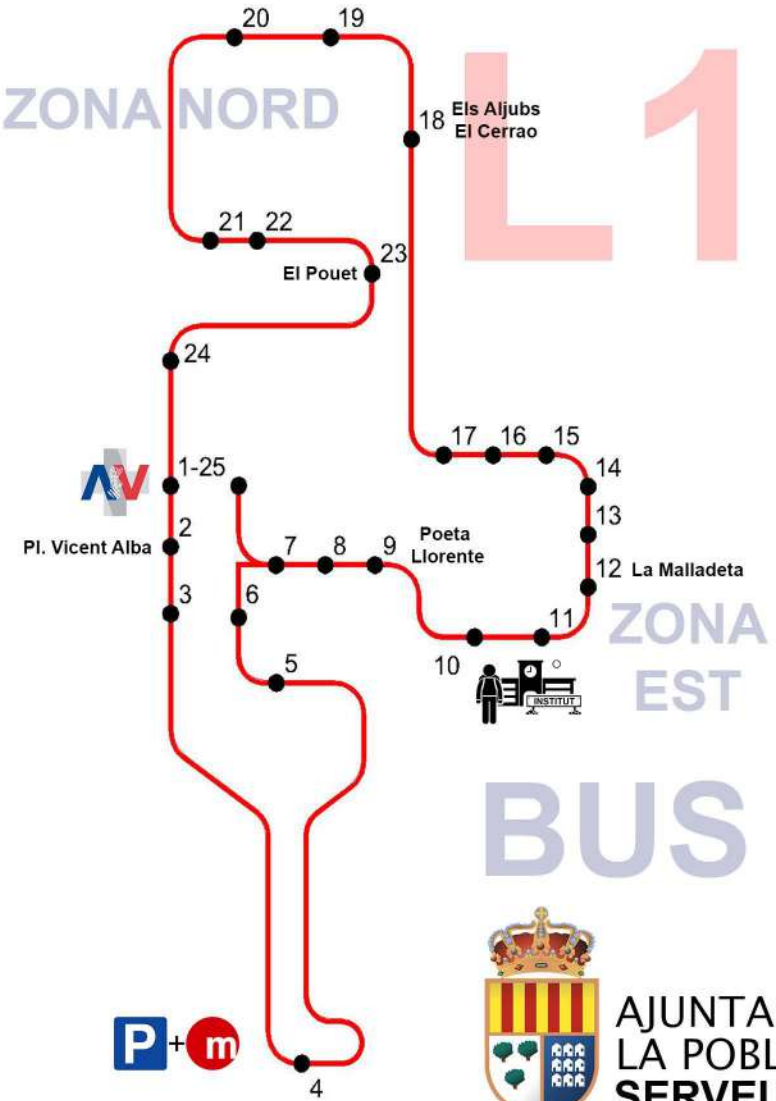 20 19
ZONA NORD
L1
18 Els Aljubs
El Cerrao
21 22
23
El Pouet
24
17 16 15
14
1-25
13
2
Pl. Vicent Alba
7 8 9
Poeta
Llorente
12 La Malladeta
3
6
11
10
ZONA
EST
5
INSTITUT
BUS
P+m
4
AJUNTA
LA POBL
SERVEI